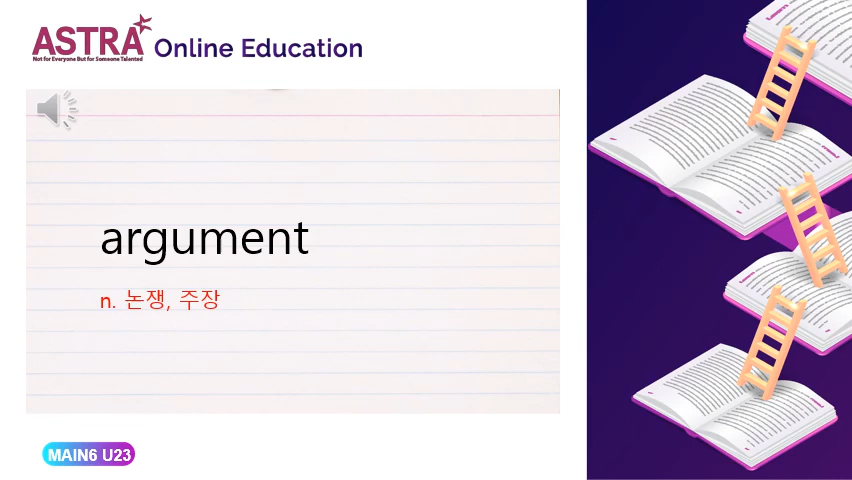 ASTRA Online Education
Not for Everyone But for Someone Talented
argument
n. 논쟁, 주장
MAIN6 U23